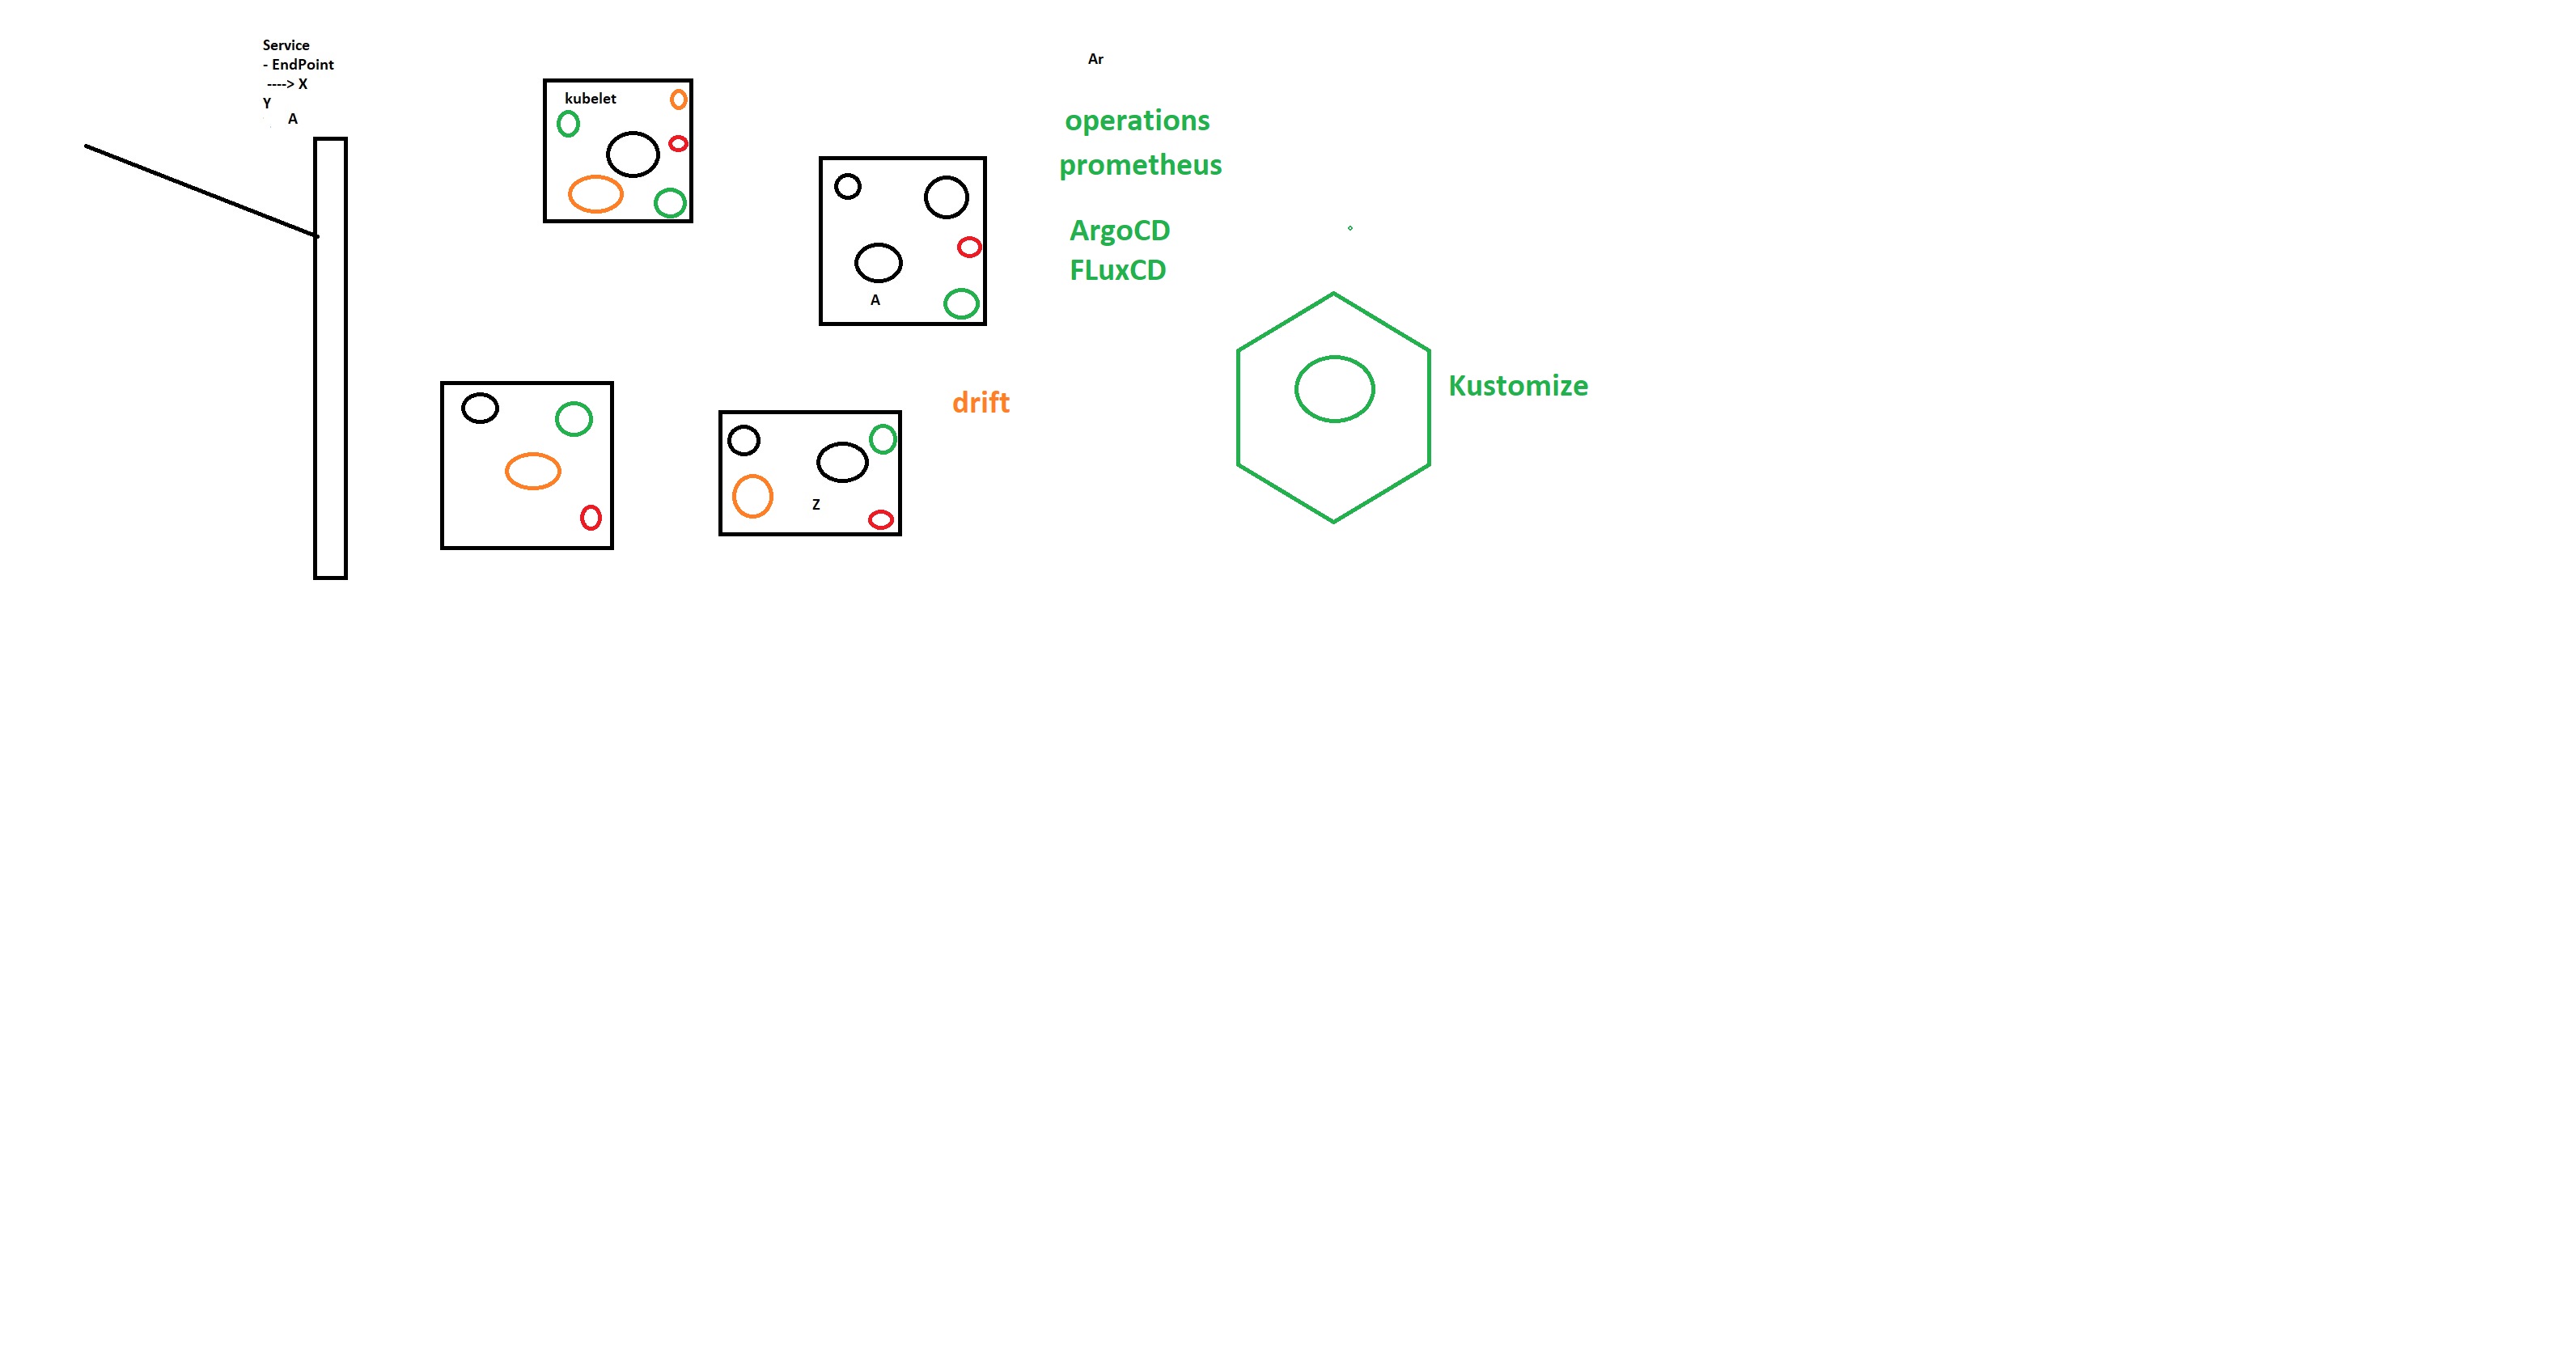 Service
- EndPoint
----> X
Y
A
kubelet
A
Z
drift
Ar
operations
prometheus
ArgoCD
FLuxCD
Kustomize